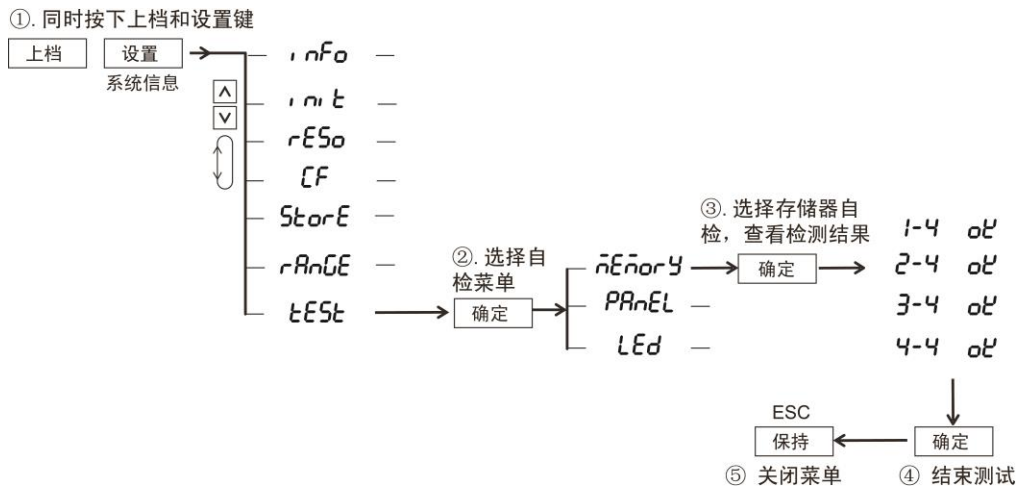 ①. 同时按下上档和设置键
上档
设置
系统信息
inFo
init
rESo
CF
StorE
rAnGE
tESt
②. 选择自
检菜单
确定
mEmorY
PAnEL
LEd
③. 选择存储器自
检，查看检测结果
确定
1-4 oK
2-4 oK
3-4 oK
4-4 oK
ESC
保持
确定
⑤ 关闭菜单
④ 结束测试